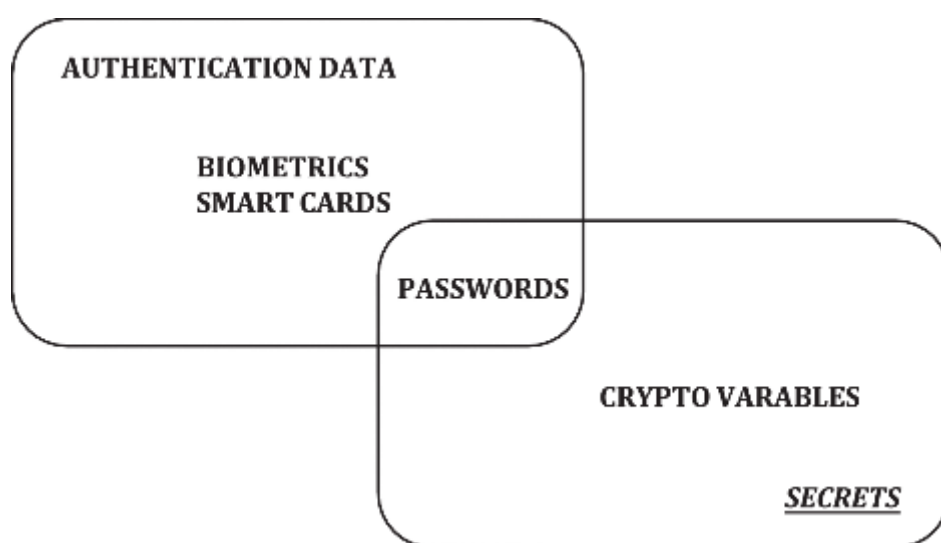 AUTHENTICATION DATA
BIOMETRICS
SMART CARDS
PASSWORDS
CRYPTO VARABLES
SECRETS